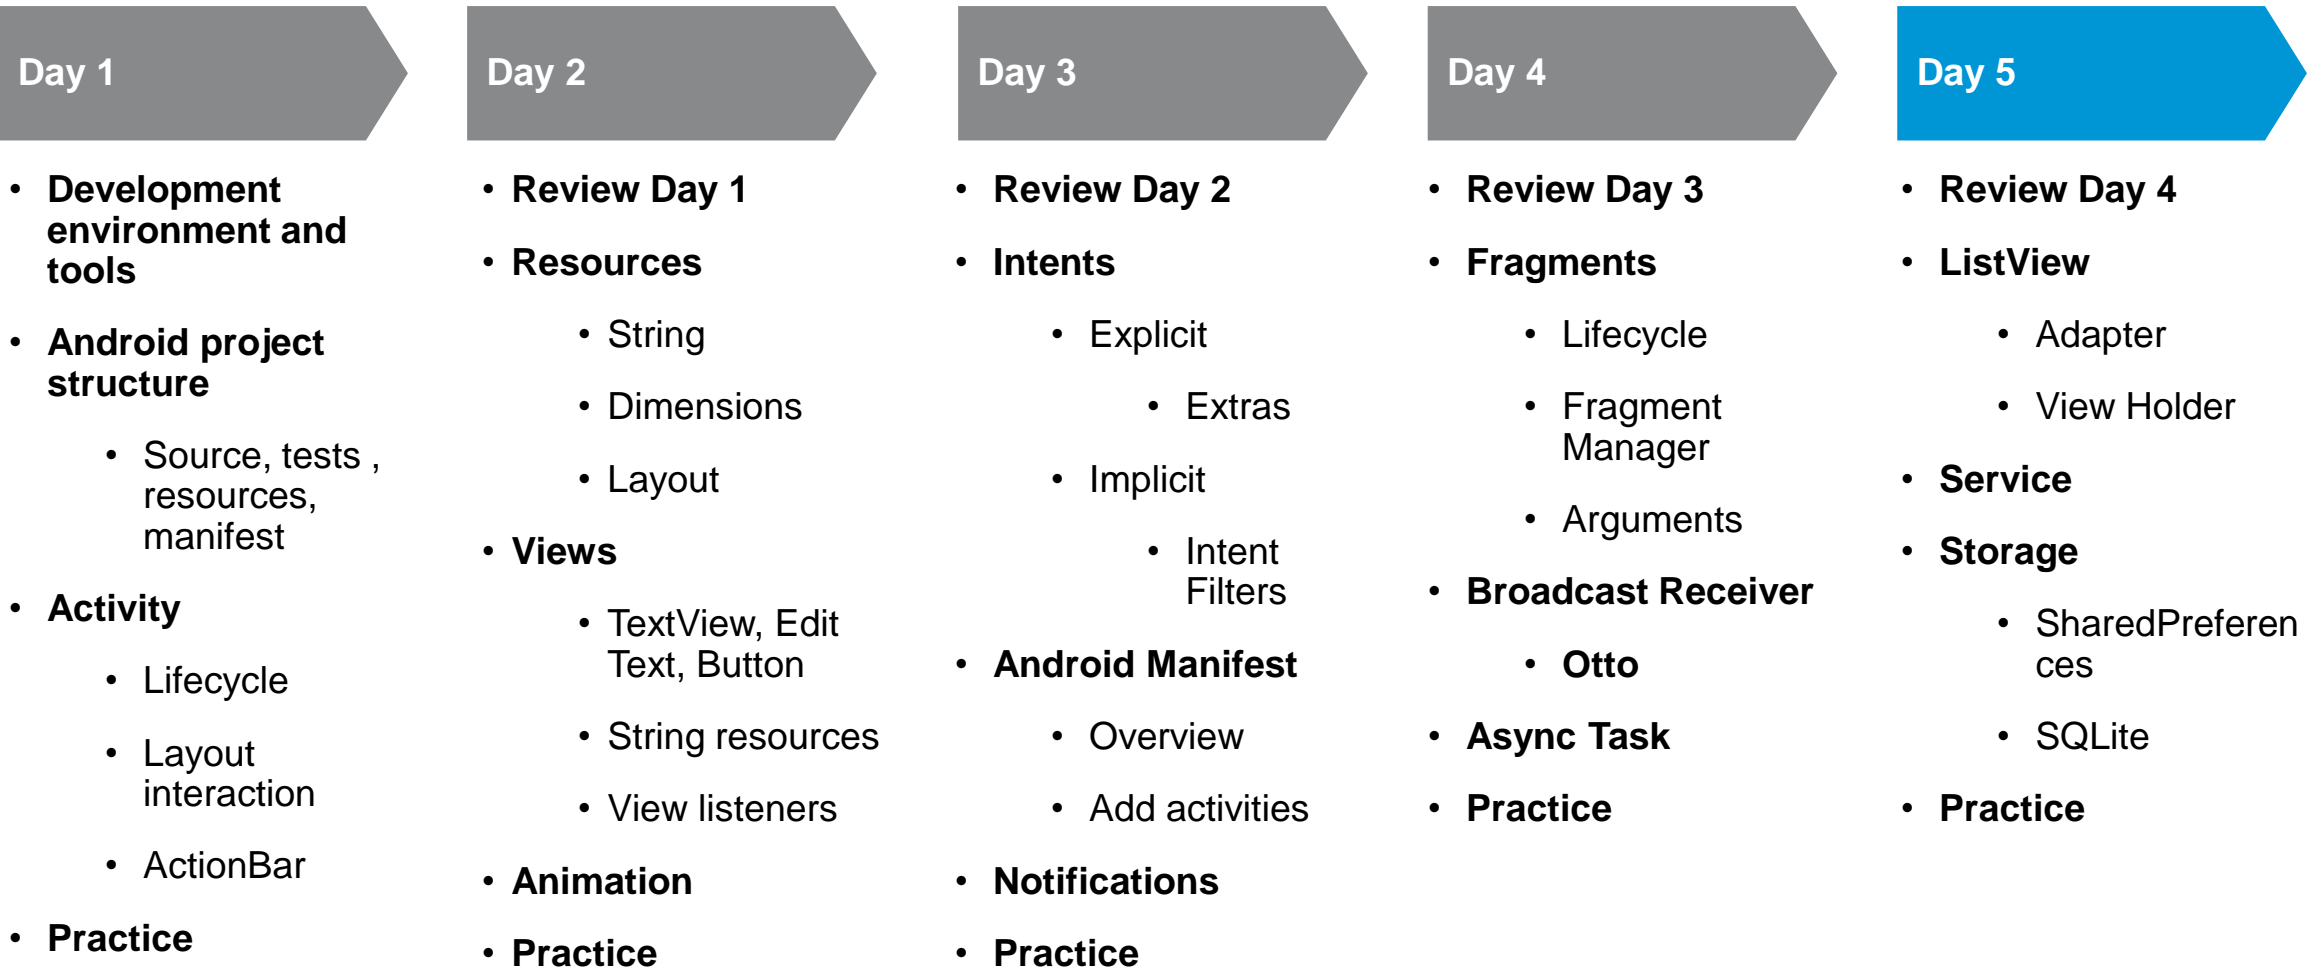 Day 1
• Development
environment and
tools
• Android project
structure
• Source, tests ,
resources,
manifest
• Activity
• Lifecycle
• Layout
interaction
• ActionBar
• Practice
Day 2
• Review Day 1
• Resources
• String
• Dimensions
• Layout
• Views
• TextView, Edit
Text, Button
• String resources
• View listeners
• Animation
• Practice
Day 3
• Review Day 2
• Intents
• Explicit
• Extras
• Implicit
• Intent
Filters
• Android Manifest
• Overview
• Add activities
• Notifications
• Practice
Day 4
• Review Day 3
• Fragments
• Lifecycle
• Fragment
Manager
• Arguments
• Broadcast Receiver
• Otto
• Async Task
• Practice
Day 5
• Review Day 4
• ListView
• Adapter
• View Holder
• Service
• Storage
• SharedPreferen
ces
• SQLite
• Practice